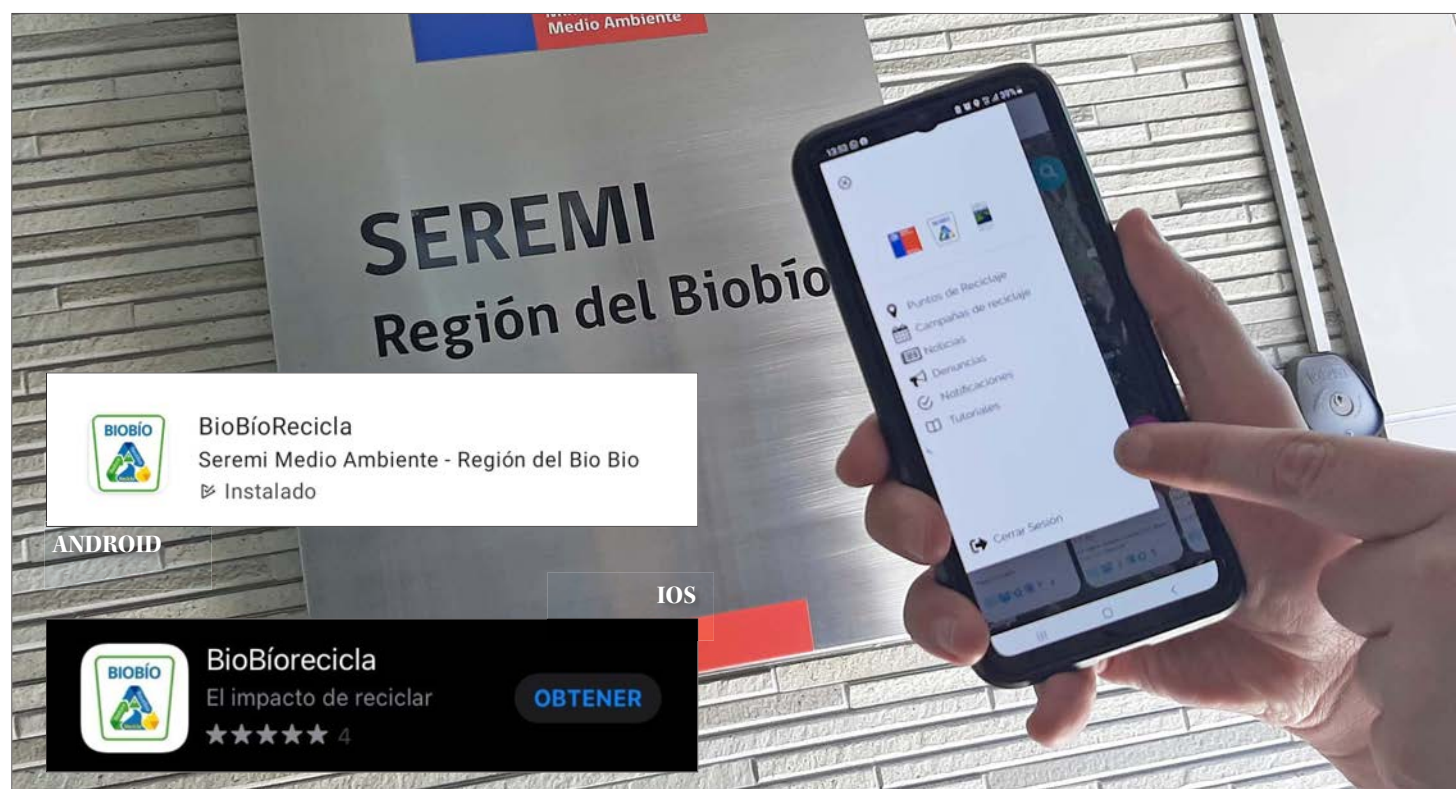 Medio Ambiente
SEREMI
Región del Biobío
BIOBÍO
BioBíoRecicla
Seremi Medio Ambiente - Región del Bio Bio
Instalado
ANDROID
IOS
BIOBÍO
BioBíorecicla
El impacto de reciclar
OBTENER
4
Puntos de Reciclaje
Campañas de reciclaje
Noticias
Denuncias
Notificaciones
Tutoriales
Cerrar Sesión